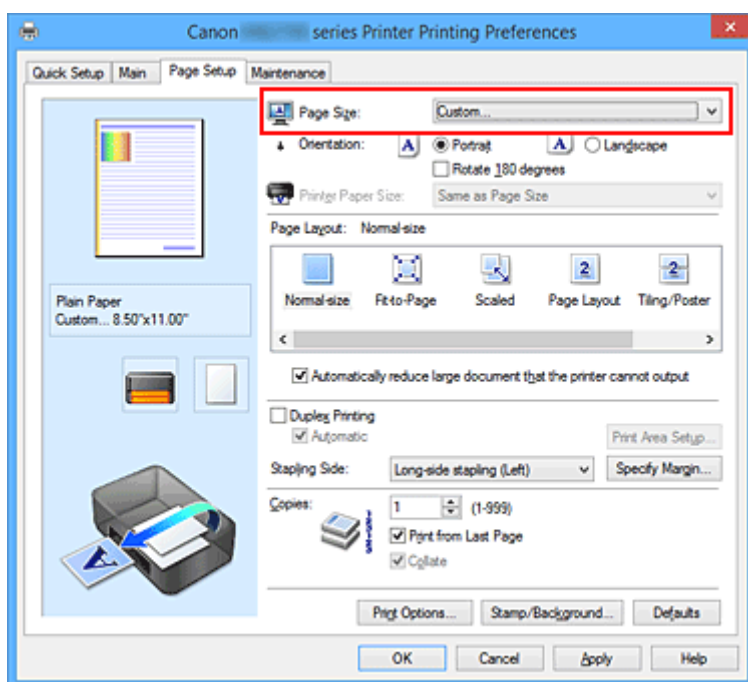 Canon series Printer Printing Preferences
Quick Setup Main Page Setup Maintenance
Page Size: Custom...
Orientation: A Portrait A Landscape
Rotate 180 degrees
Printer Paper Size: Same as Page Size
Page Layout: Normal-size
2 2
Normal-size Fit-to-Page Scaled Page Layout Tiling/Poster
Plain Paper
Custom... 8.50"x11.00"
Automatically reduce large document that the printer cannot output
Duplex Printing
Automatic
Print Area Setup...
Stapling Side: Long-side stapling (Left) Specify Margin...
Copies: 1 (1-999)
Print from Last Page
Collate
A
Print Options... Stamp/Background... Defaults
OK Cancel Apply Help